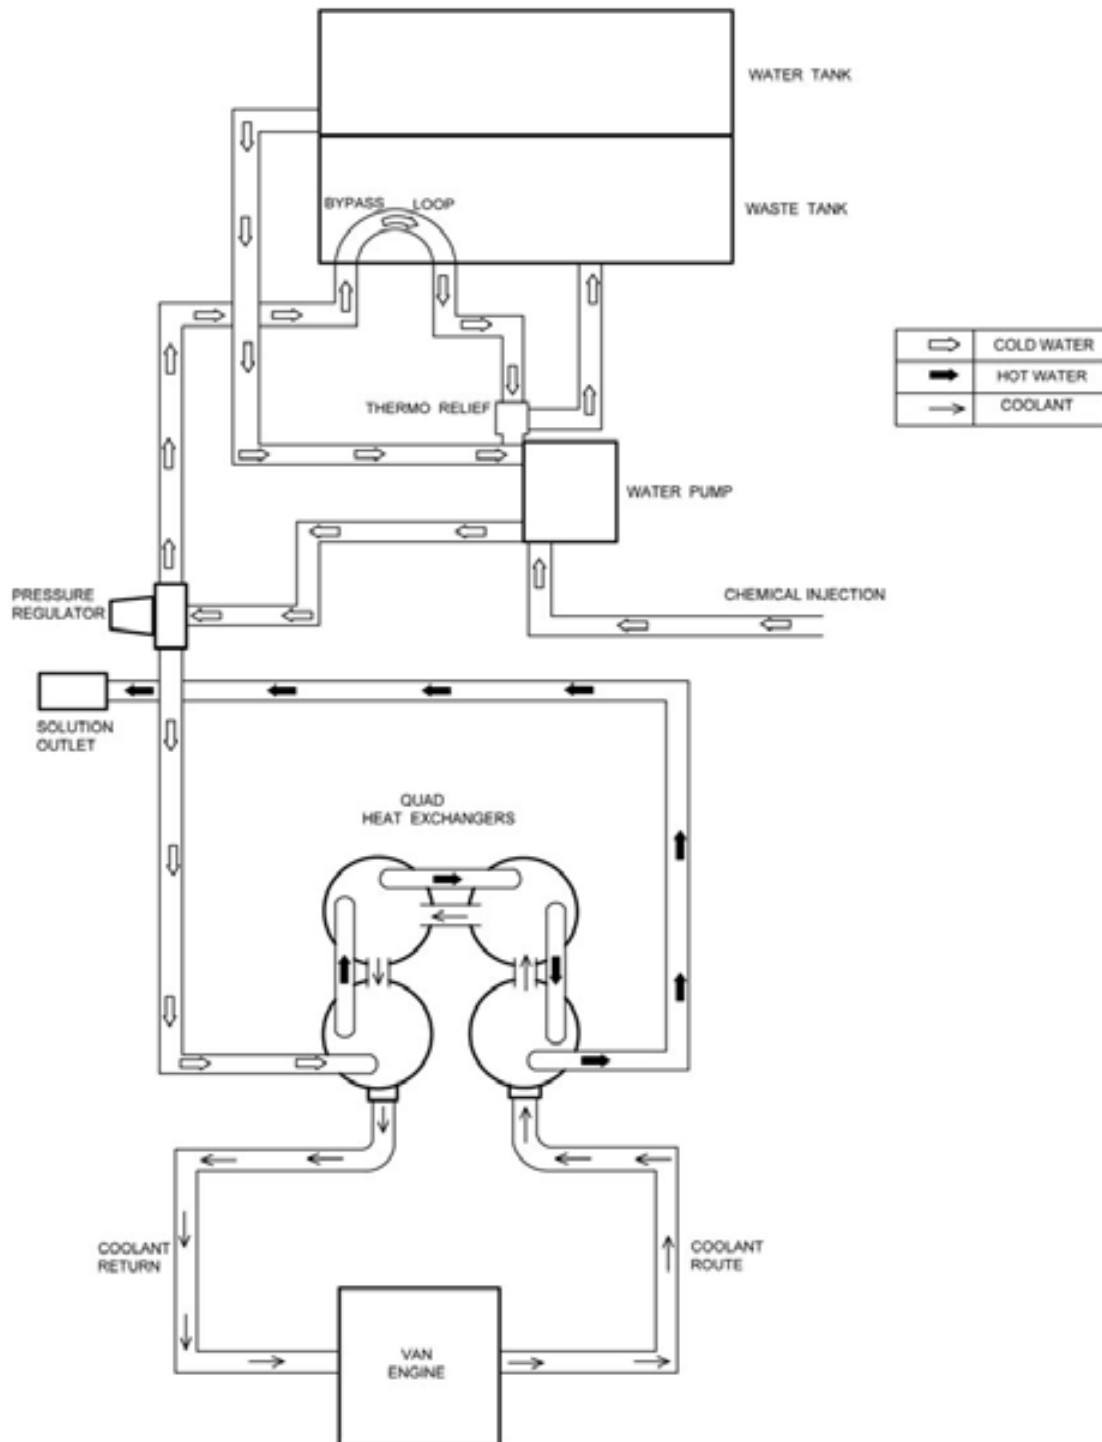 WATER TANK
WASTE TANK
BYPASS LOOP
COLD WATER
HOT WATER
COOLANT
THERMO RELIEF
WATER PUMP
PRESSURE
REGULATOR
CHEMICAL INJECTION
SOLUTION
OUTLET
QUAD
HEAT EXCHANGERS
COOLANT
RETURN
COOLANT
ROUTE
VAN
ENGINE